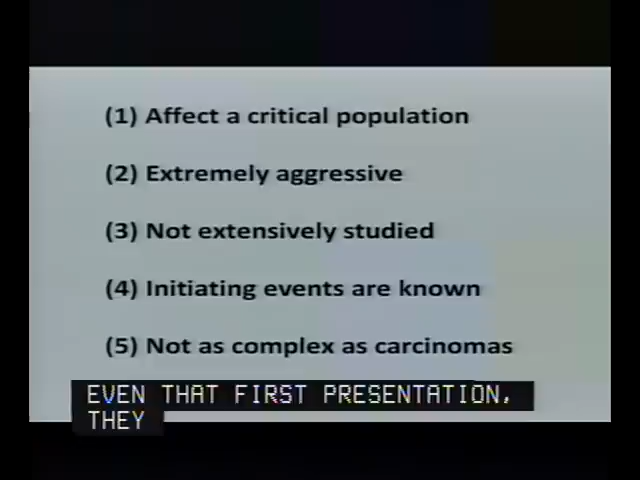 (1) Affect a critical population
(2) Extremely aggressive
(3) Not extensively studied
(4) Initiating events are known
(5) Not as complex as carcinomas
EVEN THAT FIRST PRESENTATION,
THEY